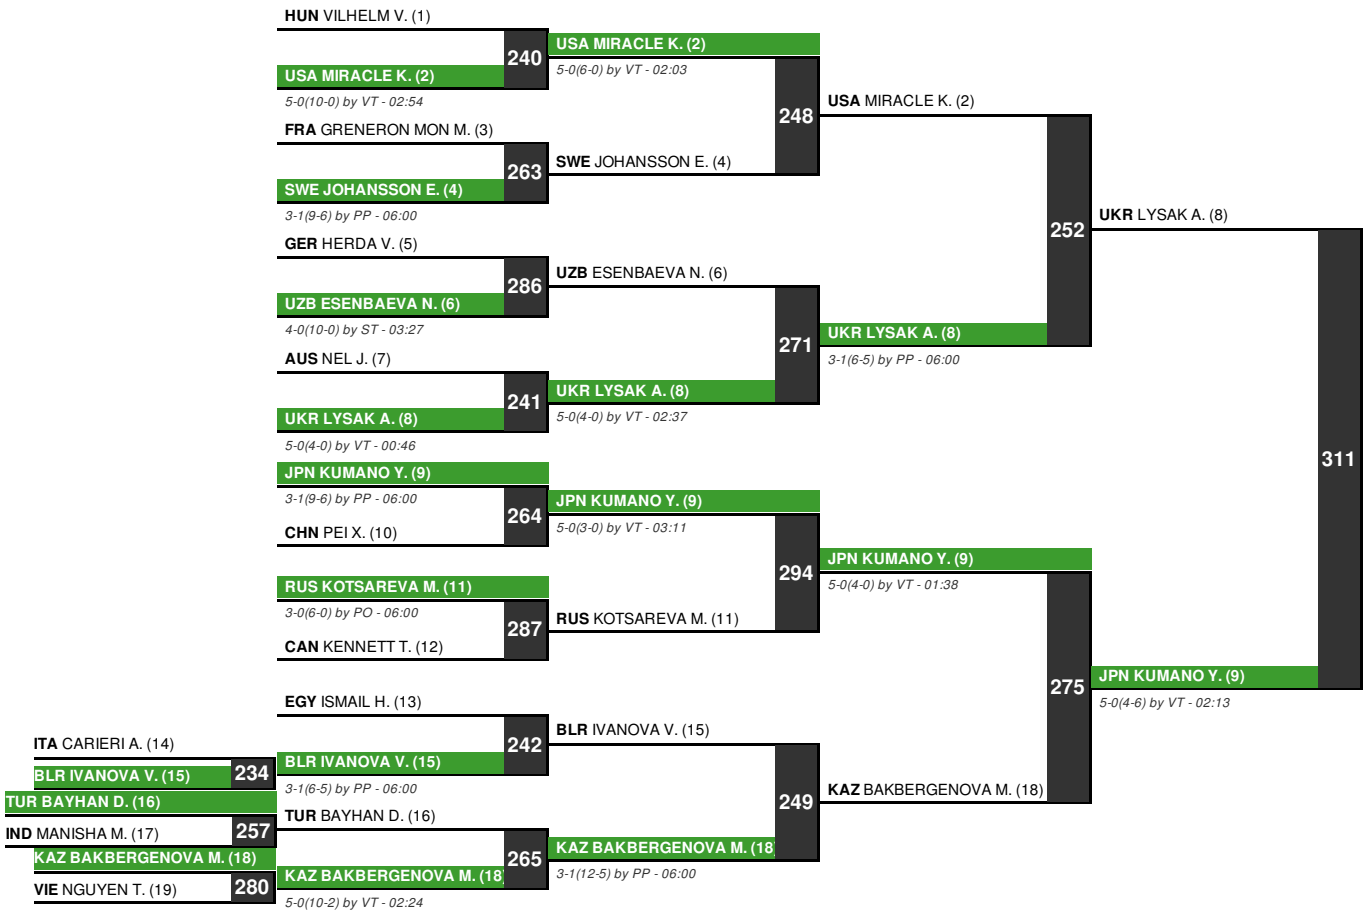 HUN VILHELM V. (1)
240
USA MIRACLE K. (2)
5-0(10-0) by VT - 02:54
FRA GRENERON MON M. (3)
263
SWE JOHANSSON E. (4)
3-1(9-6) by PP - 06:00
GER HERDA V. (5)
286
UZB ESENBAEVA N. (6)
4-0(10-0) by ST - 03:27
AUS NEL J. (7)
241
UKR LYSAK A. (8)
5-0(4-0) by VT - 00:46
JPN KUMANO Y. (9)
3-1(9-6) by PP - 06:00
264
CHN PEI X. (10)
RUS KOTSAREVA M. (11)
3-0(6-0) by PO - 06:00
287
CAN KENNETT T. (12)
EGY ISMAIL H. (13)
242
ITA CARIERI A. (14)
234
BLR IVANOVA V. (15)
BLR IVANOVA V. (15)
3-1(6-5) by PP - 06:00
TUR BAYHAN D. (16)
257
IND MANISHA M. (17)
TUR BAYHAN D. (16)
265
KAZ BAKBERGENOVA M. (18)
280
VIE NGUYEN T. (19)
KAZ BAKBERGENOVA M. (18)
5-0(10-2) by VT - 02:24
USA MIRACLE K. (2)
5-0(6-0) by VT - 02:03
248
SWE JOHANSSON E. (4)
UZB ESENBAEVA N. (6)
271
UKR LYSAK A. (8)
5-0(4-0) by VT - 02:37
JPN KUMANO Y. (9)
5-0(3-0) by VT - 03:11
294
RUS KOTSAREVA M. (11)
BLR IVANOVA V. (15)
249
KAZ BAKBERGENOVA M. (18
3-1(12-5) by PP - 06:00
USA MIRACLE K. (2)
252
UKR LYSAK A. (8)
3-1(6-5) by PP - 06:00
JPN KUMANO Y. (9)
5-0(4-0) by VT - 01:38
275
KAZ BAKBERGENOVA M. (18)
UKR LYSAK A. (8)
311
JPN KUMANO Y. (9)
5-0(4-6) by VT - 02:13